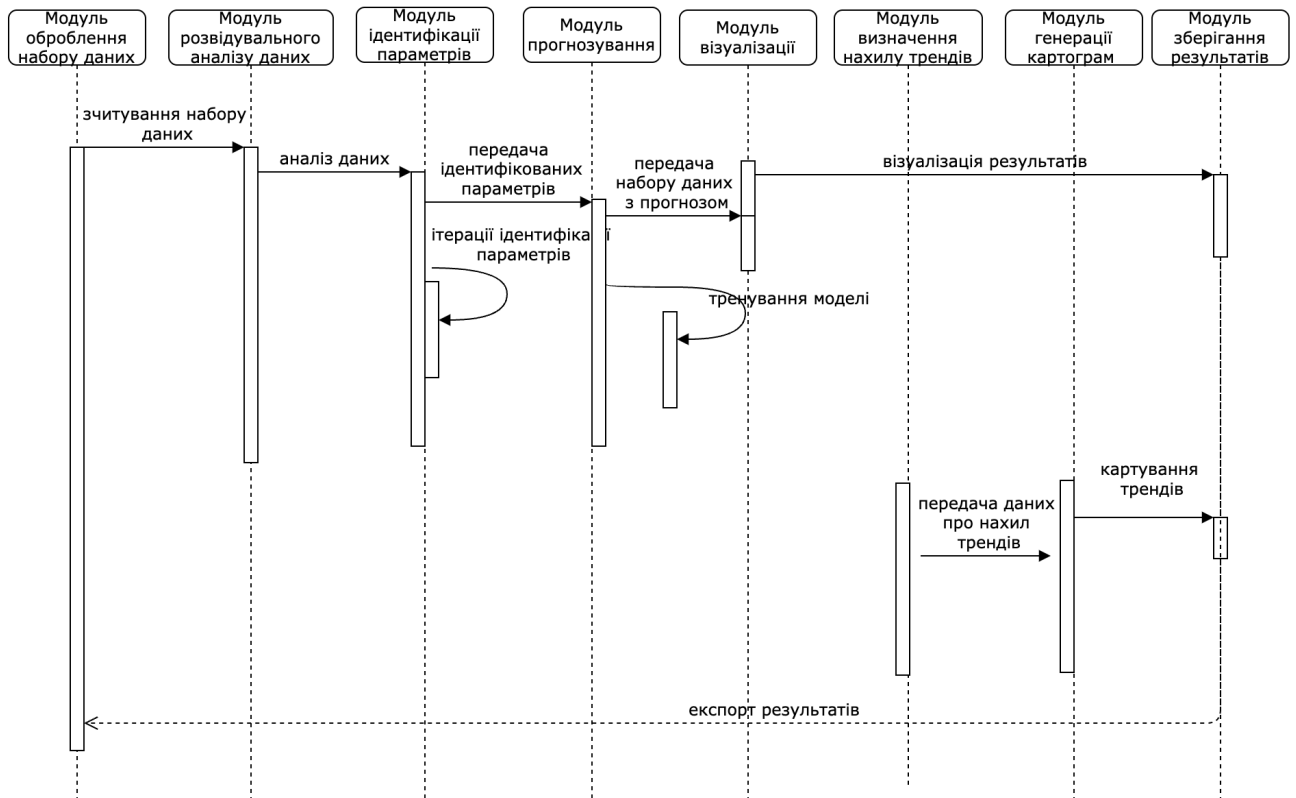 Модуль
оброблення
набору даних
Модуль
розвідувального
аналізу даних
Модуль
ідентифікації
параметрів
Модуль
прогнозування
Модуль
візуалізації
Модуль
визначення
нахилу трендів
Модуль
генерації
картограм
Модуль
зберігання
результатів
зчитування набору
даних
аналіз даних
передача
ідентифікованих
параметрів
передача
набору даних
з прогнозом
візуалізація результатів
ітерації ідентифікації
параметрів
тренування моделі
картування
трендів
передача даних
про нахил
трендів
експорт результатів